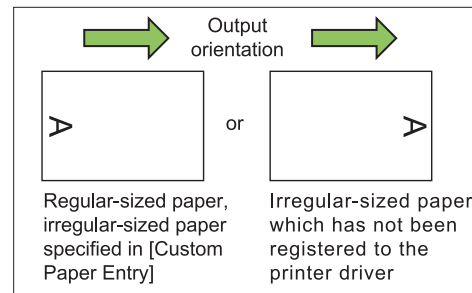 Output
orientation
A
or
A
Regular-sized paper,
irregular-sized paper
specified in [Custom
Paper Entry]
Irregular-sized paper
which has not been
registered to the
printer driver